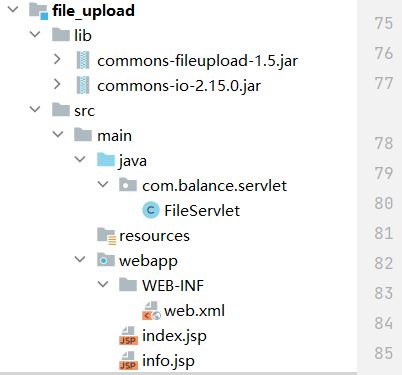 file_upload
lib
commons-fileupload-1.5.jar
commons-io-2.15.0.jar
src
main
java
com.balance.servlet
C FileServlet
resources
webapp
WEB-INF
web.xml
JSP index.jsp
JSP info.jsp
75
76
77
78
79
80
81
82
83
84
85